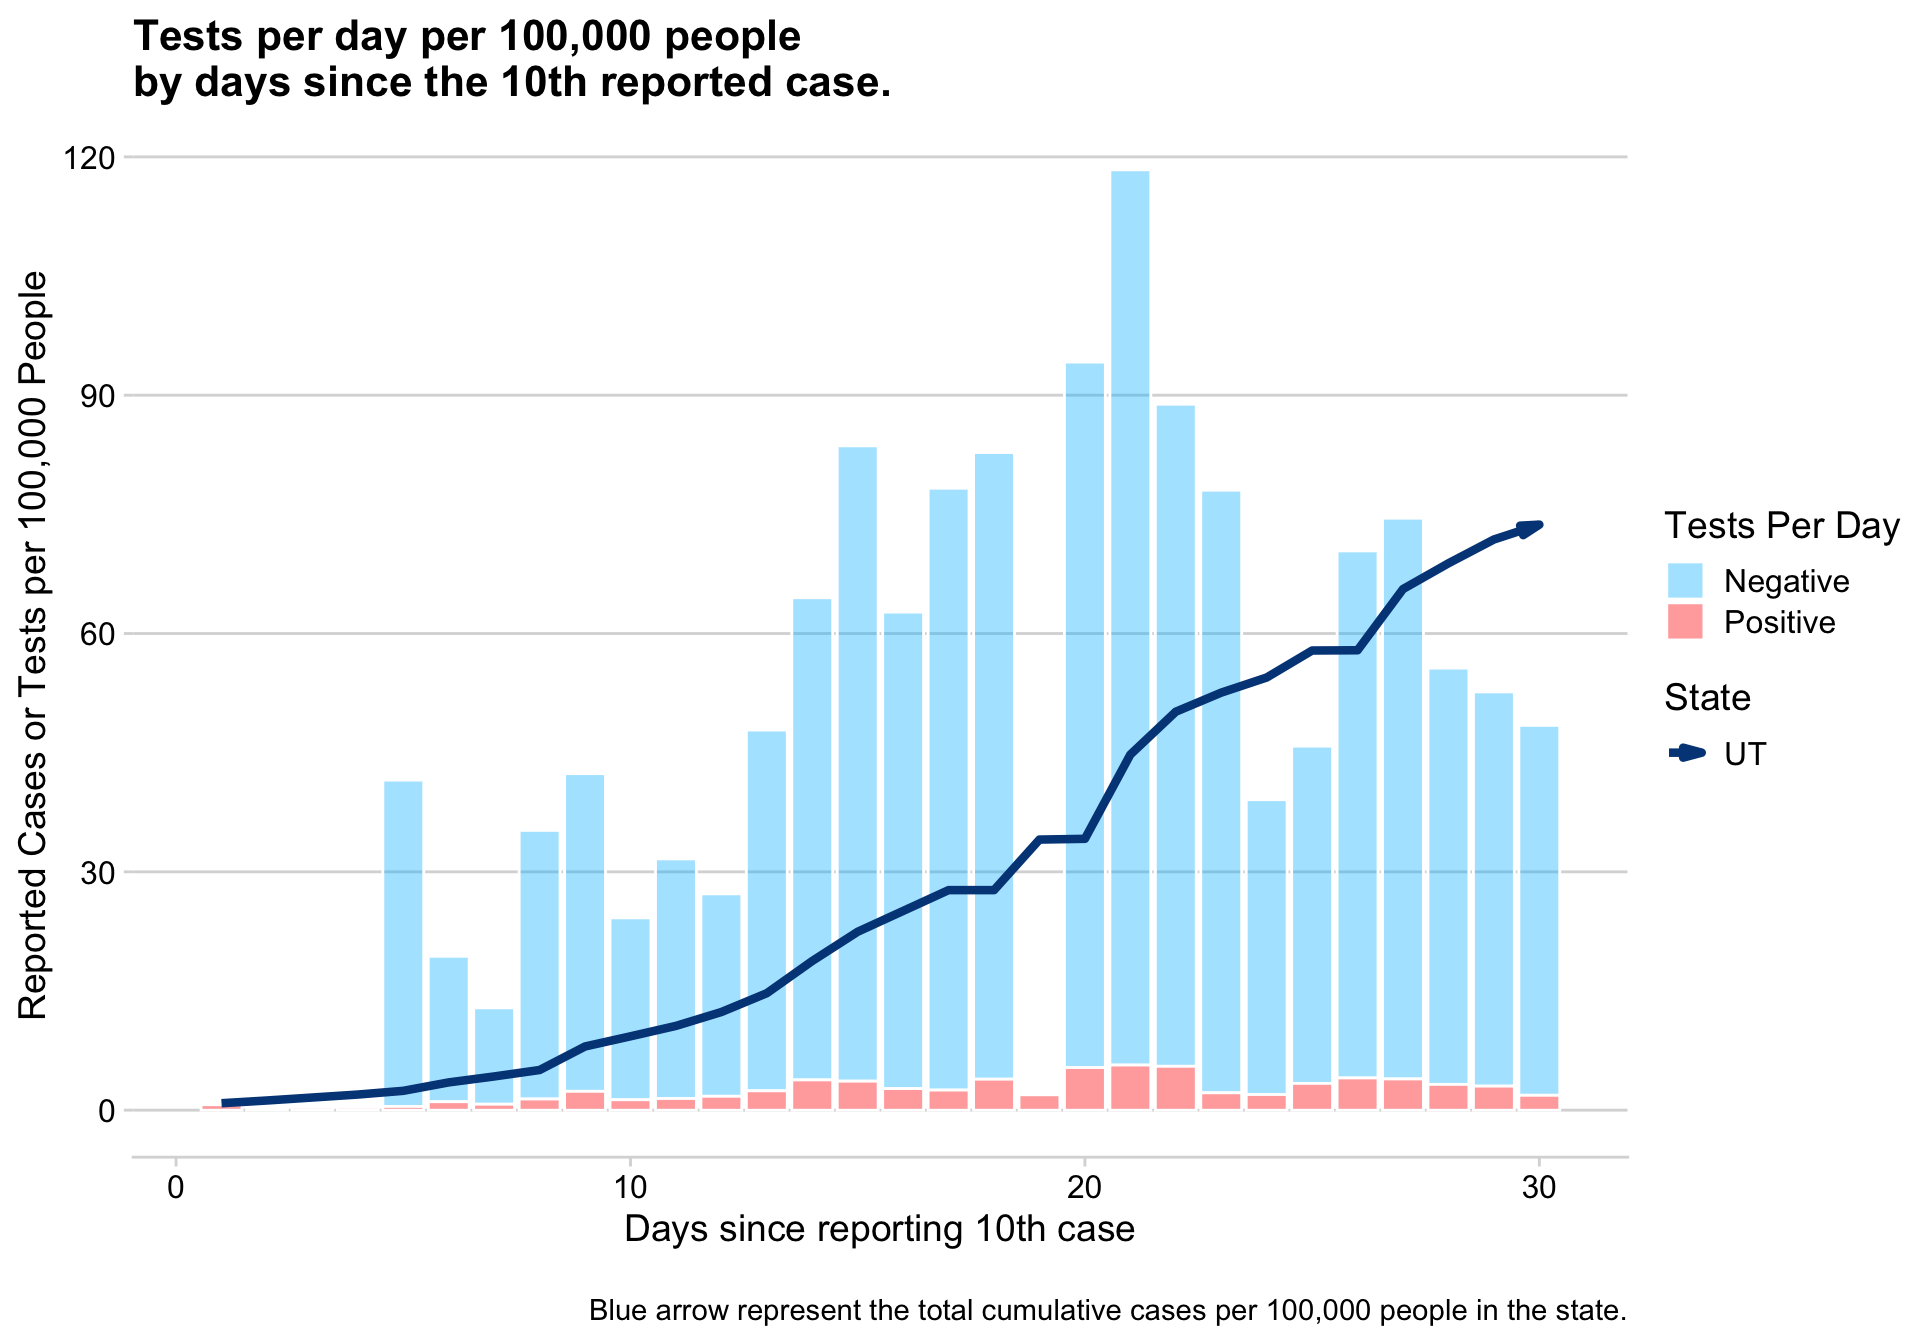 Tests per day per 100,000 people
by days since the 10th reported case.
Reported Cases or Tests per 100,000 People
120
90
60
30
0
0
10
20
30
Days since reporting 10th case
Tests Per Day
Negative
Positive
State
UT
Blue arrow represent the total cumulative cases per 100,000 people in the state.